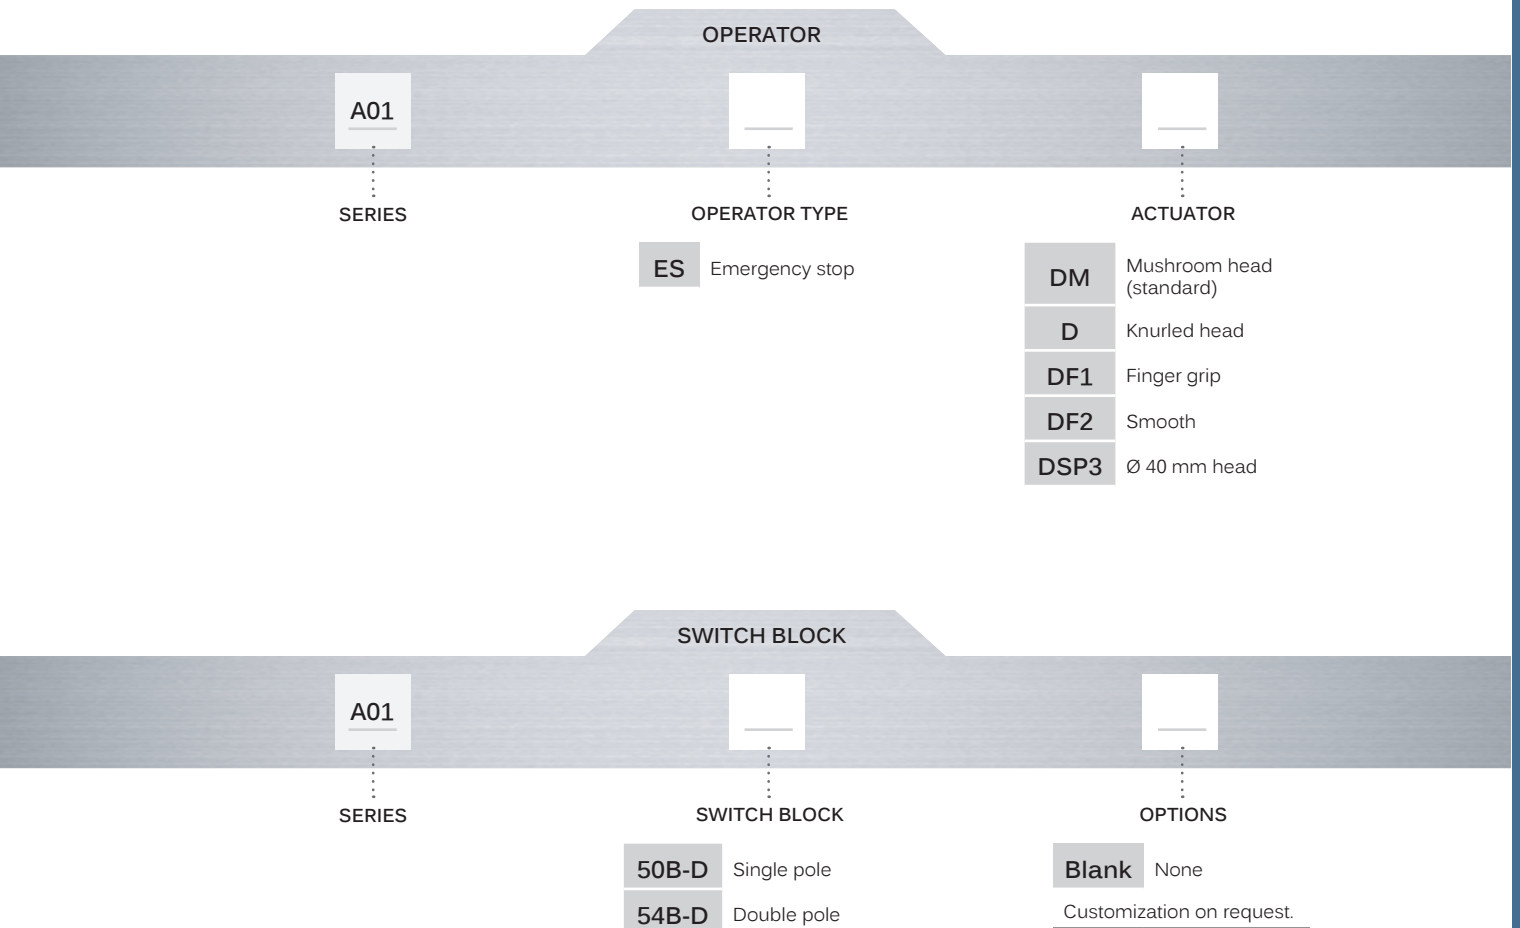 OPERATOR
A01
SERIES
OPERATOR TYPE
ACTUATOR
ES Emergency stop
DM Mushroom head
(standard)
D Knurled head
DF1 Finger grip
DF2 Smooth
DSP3 Ø 40 mm head
SWITCH BLOCK
A01
SERIES
SWITCH BLOCK
OPTIONS
50B-D Single pole
54B-D Double pole
Blank None
Customization on request.